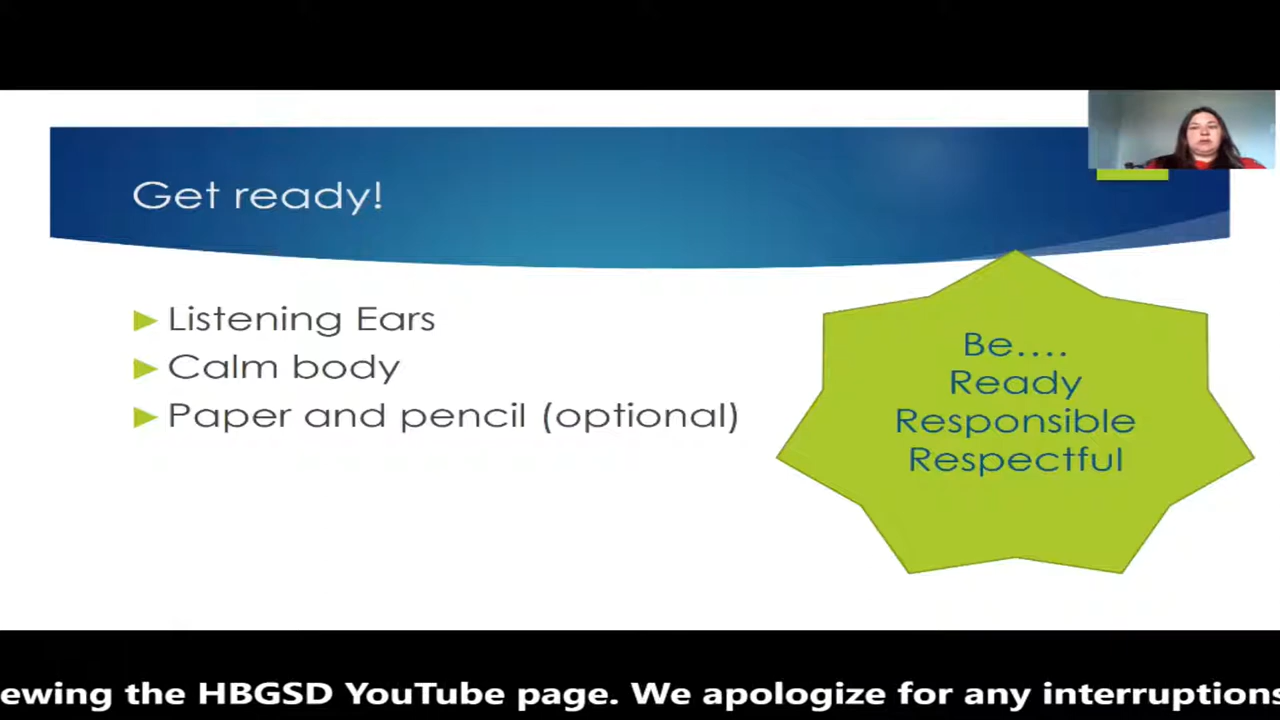 Get ready!
Listening Ears
Calm body
Paper and pencil (optional)
Be….
Ready
Responsible
Respectful
ewing the HBGSD YouTube page. We apologize for any interruptions